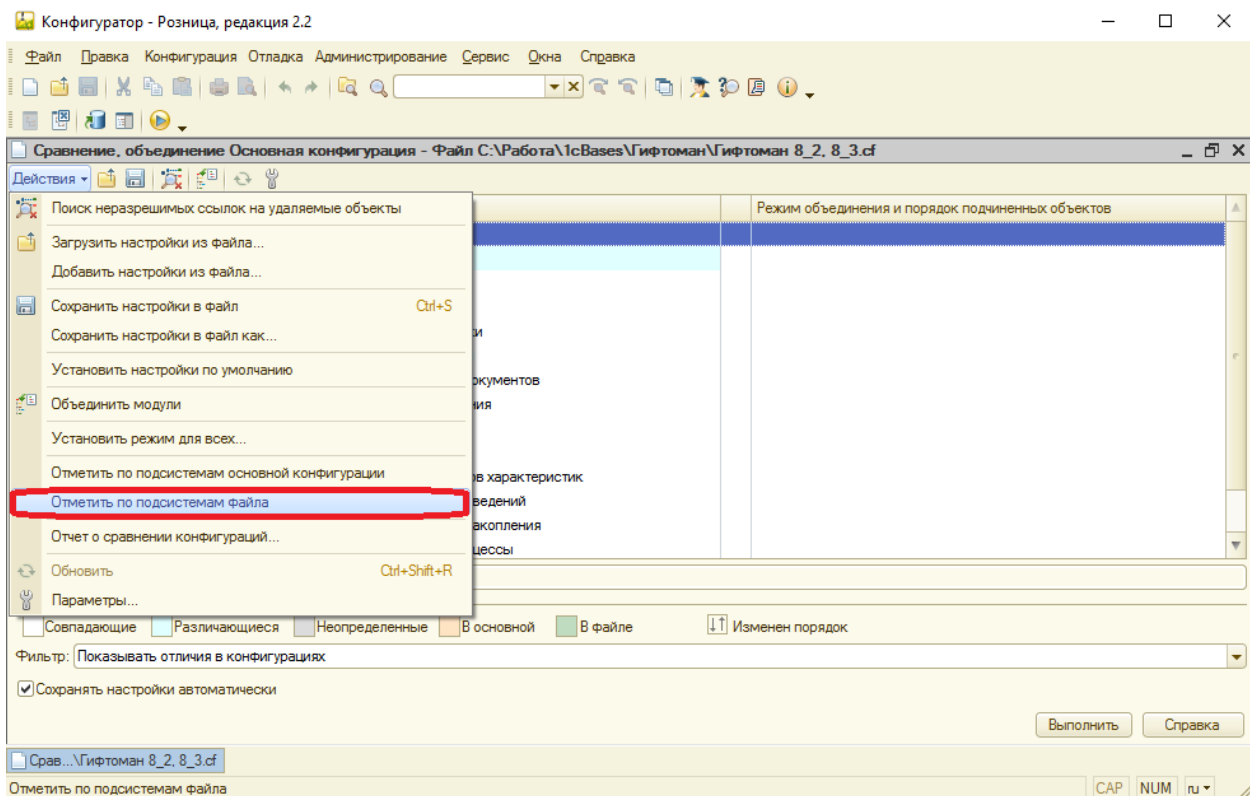 Конфигуратор - Розница, редакция 2.2
Файл Правка Конфигурация Отладка Администрирование Сервис Окна Справка
Сравнение, объединение Основная конфигурация - Файл C:\Работа\1cBases\Гифтоман\Гифтоман 8_2, 8_3.cf
Действия
Поиск неразрешимых ссылок на удаляемые объекты
Режим объединения и порядок подчиненных объектов
Загрузить настройки из файла...
Добавить настройки из файла...
Сохранить настройки в файл Ctrl+S
Сохранить настройки в файл как...
ки
Установить настройки по умолчанию
окументов
Объединить модули
ния
Установить режим для всех...
Отметить по подсистемам основной конфигурации
ов характеристик
Отметить по подсистемам файла
ведений
акопления
Отчет о сравнении конфигураций...
цессы
Обновить Ctrl+Shift+R
Параметры...
Совпадающие Различающиеся Неопределенные В основной В файле Изменен порядок
Фильтр: Показывать отличия в конфигурациях
Сохранять настройки автоматически
Выполнить Справка
Срав...\Гифтоман 8_2, 8_3.cf
Отметить по подсистемам файла CAP NUM ru